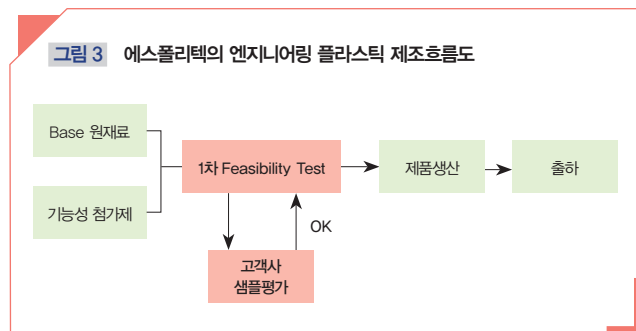 그림 3 에스폴리텍의 엔지니어링 플라스틱 제조흐름도
Base 원재료
기능성 첨가제
1차 Feasibility Test
제품생산
출하
OK
고객사
샘플평가